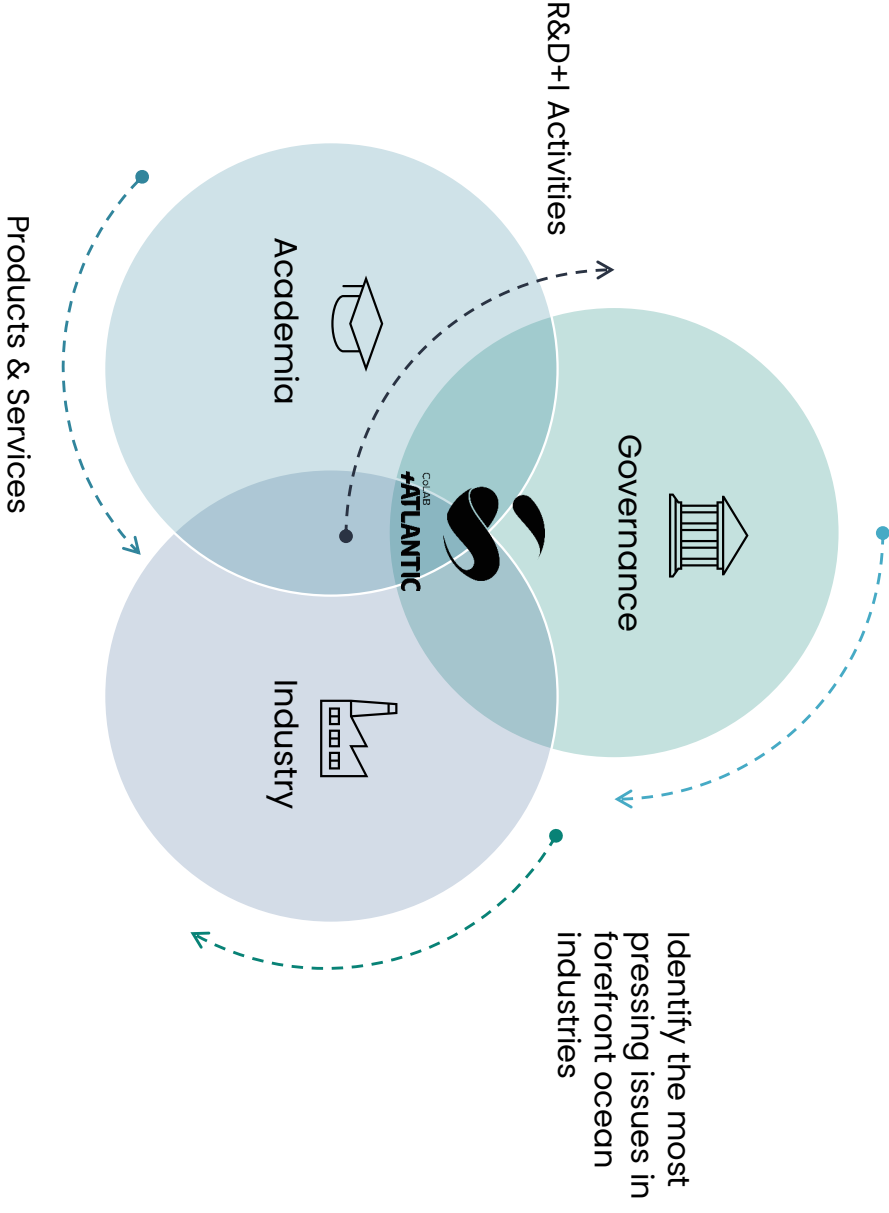 Governance
Identify the most
pressing issues in
forefront ocean
industries
R&D+I Activities
CoLAB
+ATLANTIC
Academia
Industry
Products & Services